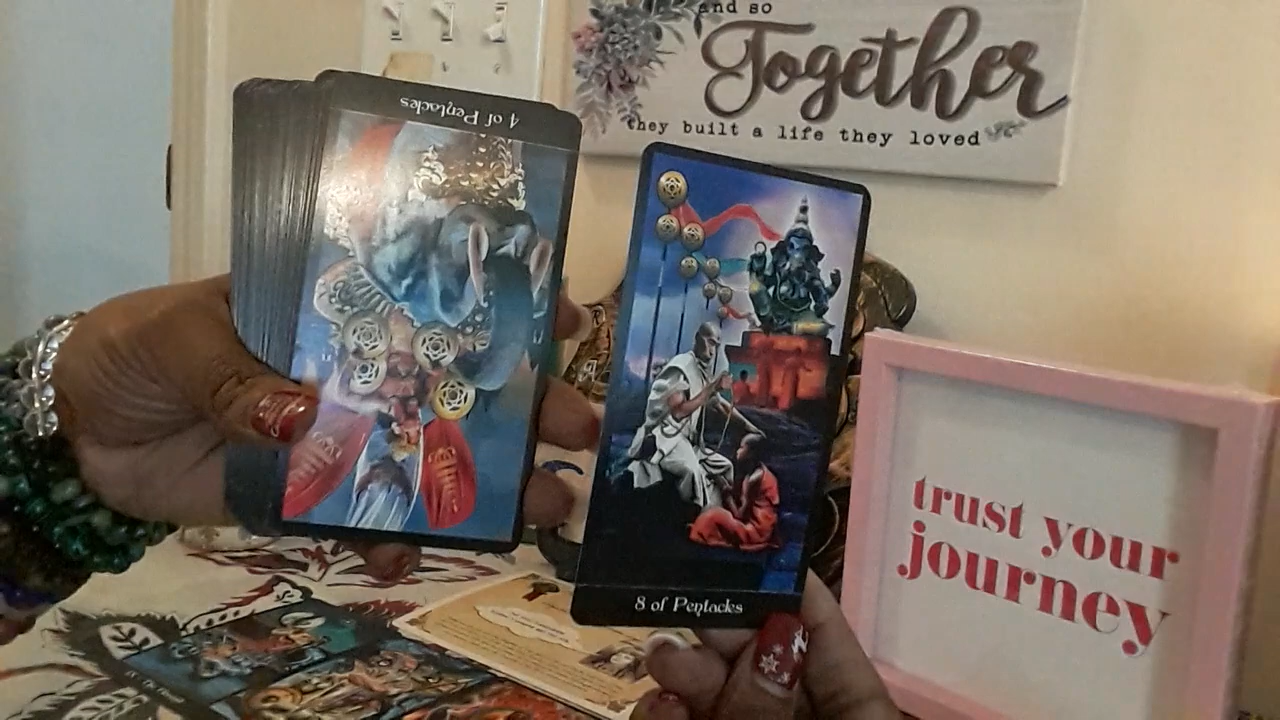 and so
Together
they built a life they loved
4 of Pentacles
8 of Pentacles
trust your
journey